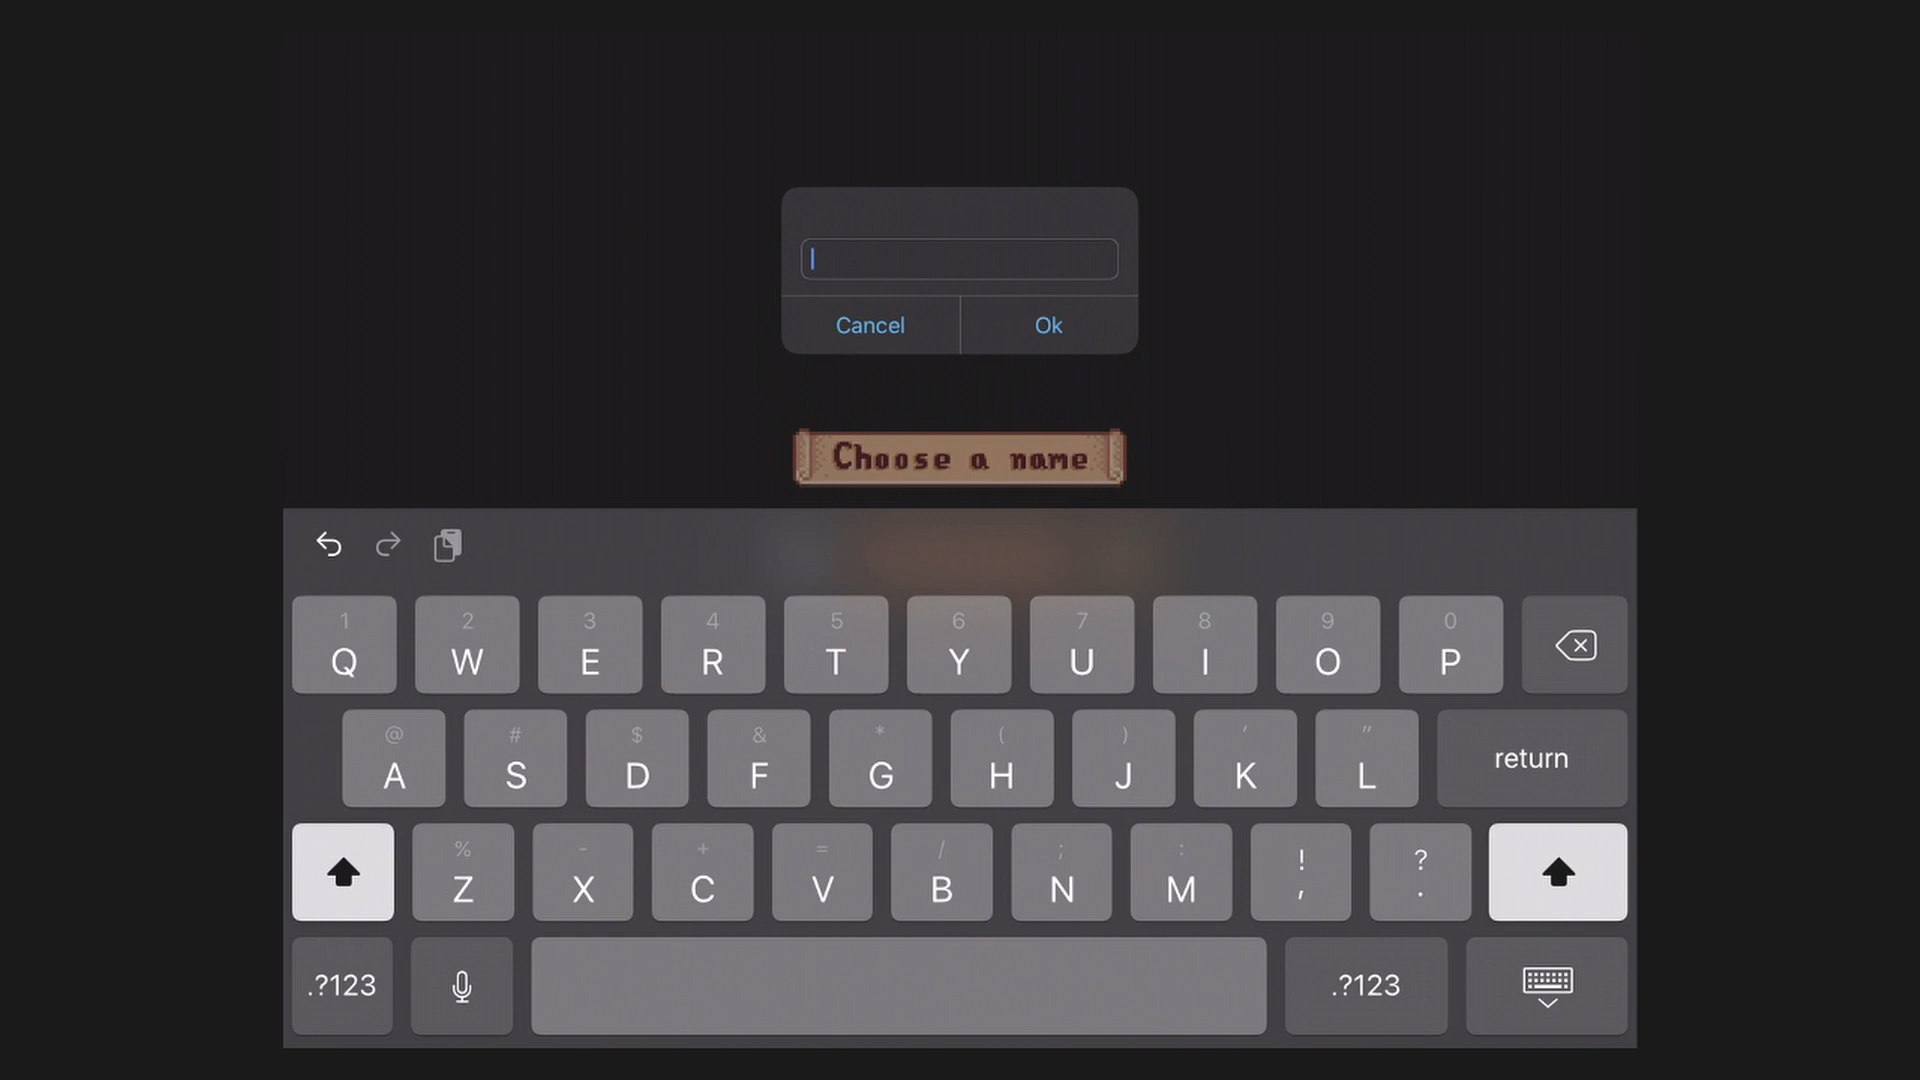 Cancel Ok
Choose a name
1 2 3 4 5 6 7 8 9 0
Q W E R T Y U I O P
@ # $ & * ( ) ' "
A S D F G H J K L return
% - + = / ; : ! ?
Z X C V B N M , .
.?123 .?123